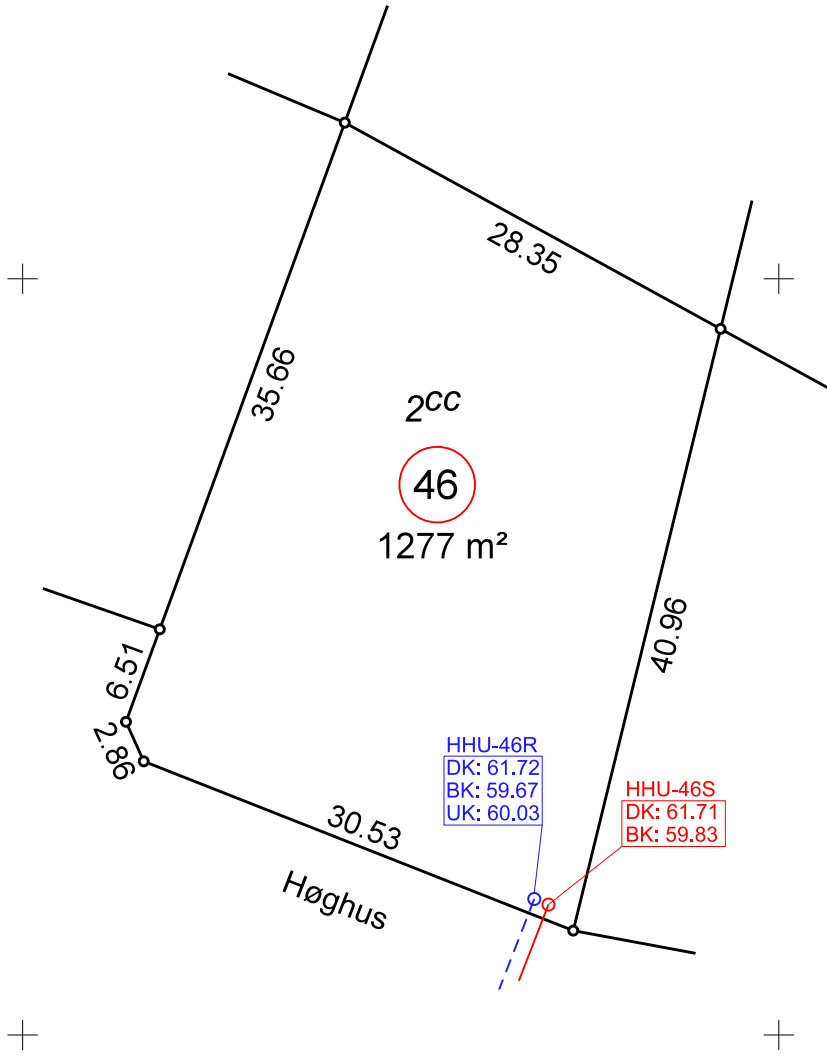 28.35
35.66
2cc
46
1277 m²
40.96
6.51
2.86
HHU-46R
DK: 61.72
BK: 59.67
UK: 60.03
HHU-46S
DK: 61.71
BK: 59.83
30.53
Høghus